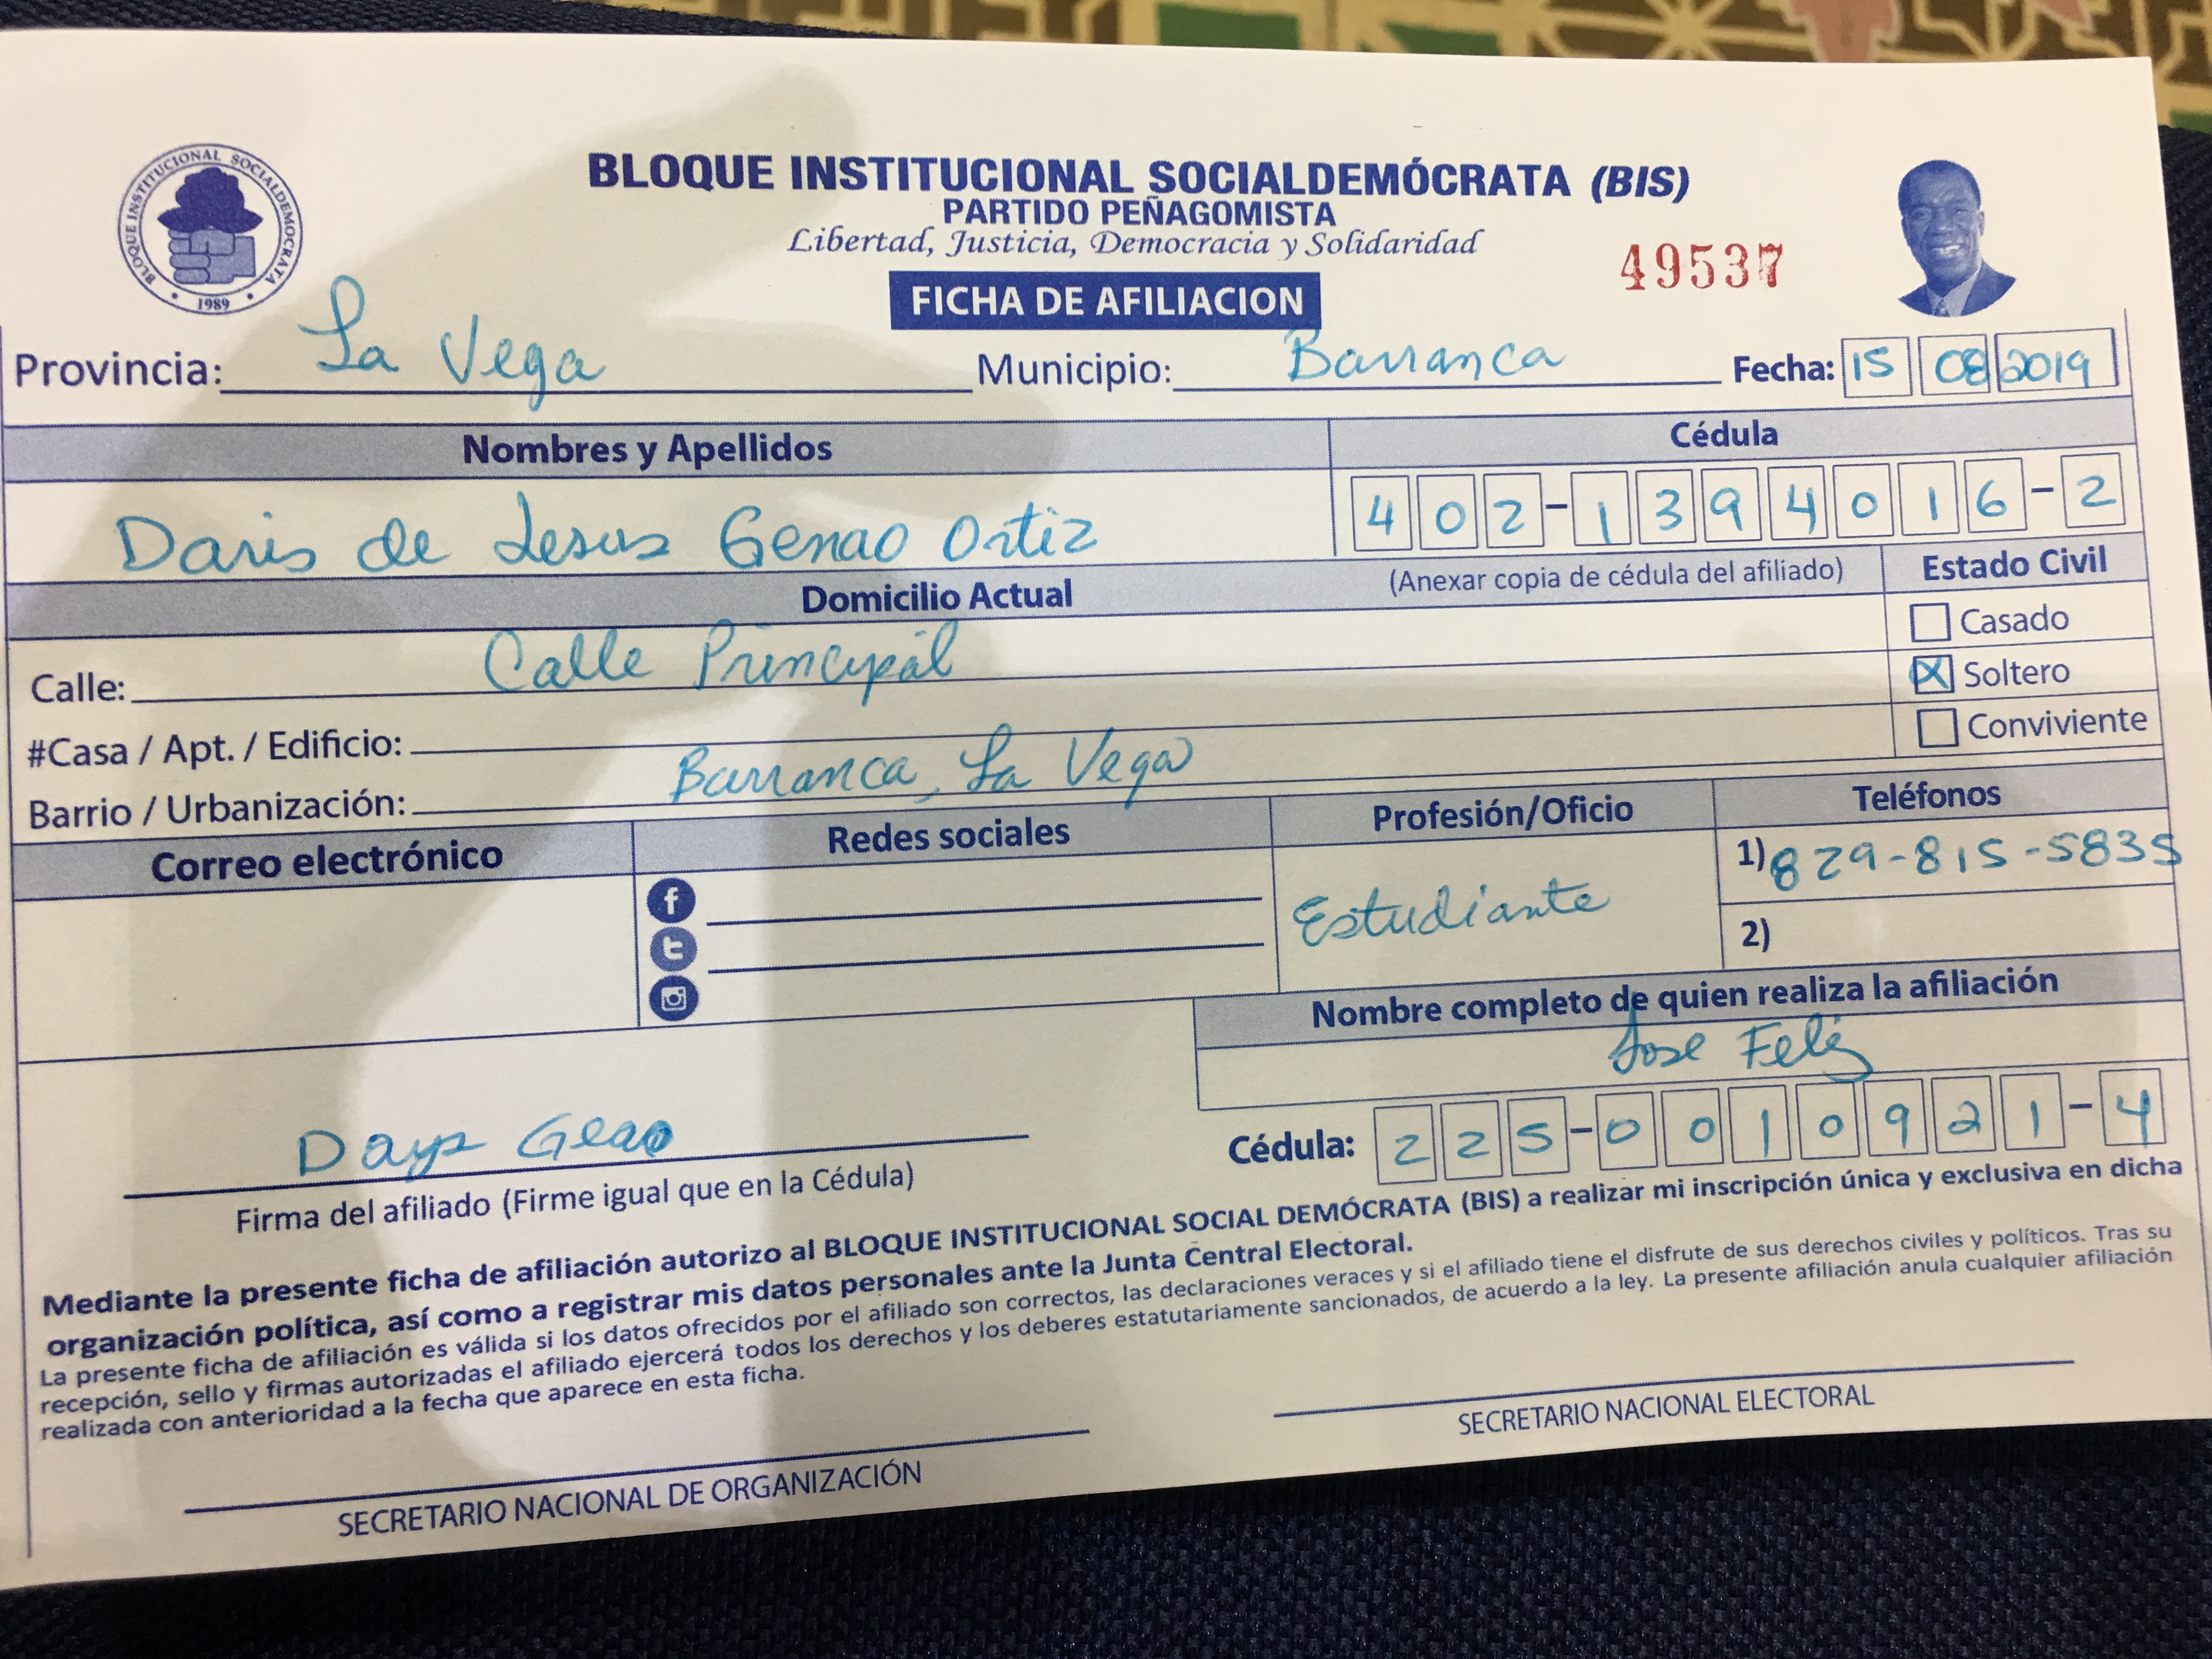 BLOQUE INSTITUCIONAL SOCIALDEMOCRATA
1989
BLOQUE INSTITUCIONAL SOCIALDEMÓCRATA (BIS)
PARTIDO PEÑAGOMISTA
Libertad, Justicia, Democracia y Solidaridad
49537
FICHA DE AFILIACION
Provincia: La Vega Municipio: Barranca Fecha: 15 08 2019
Nombres y Apellidos Cédula
Daris de Jesus Genao Ortiz 402-1394016-2
Domicilio Actual (Anexar copia de cédula del afiliado) Estado Civil
Casado
Calle: Calle Principal X Soltero
#Casa / Apt. / Edificio: Conviviente
Barrio / Urbanización: Barranca, La Vega
Correo electrónico Redes sociales Profesión/Oficio Teléfonos
1) 829-815-5835
Estudiante
2)
Nombre completo de quien realiza la afiliación
Jose Feliz
Cédula: 225-0010921-4
Firma del afiliado (Firme igual que en la Cédula)
Mediante la presente ficha de afiliación autorizo al BLOQUE INSTITUCIONAL SOCIAL DEMÓCRATA (BIS) a realizar mi inscripción única y exclusiva en dicha
organización política, así como a registrar mis datos personales ante la Junta Central Electoral.
La presente ficha de afiliación es válida si los datos ofrecidos por el afiliado son correctos, las declaraciones veraces y si el afiliado tiene el disfrute de sus derechos civiles y políticos. Tras su
recepción, sello y firmas autorizadas el afiliado ejercerá todos los derechos y los deberes estatutariamente sancionados, de acuerdo a la ley. La presente afiliación anula cualquier afiliación
realizada con anterioridad a la fecha que aparece en esta ficha.
SECRETARIO NACIONAL DE ORGANIZACIÓN
SECRETARIO NACIONAL ELECTORAL